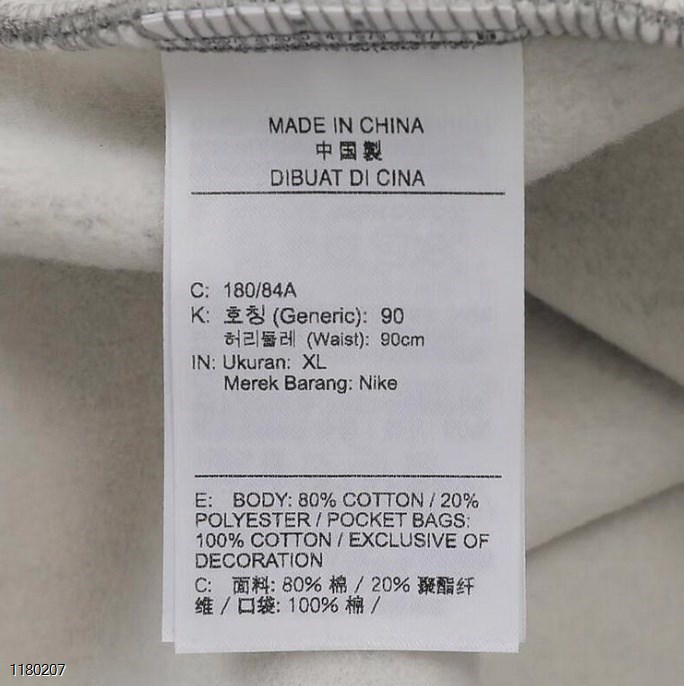 MADE IN CHINA
中国製
DIBUAT DI CINA
C: 180/84A
K: 호칭 (Generic): 90
허리둘레 (Waist): 90cm
IN: Ukuran: XL
Merek Barang: Nike
E: BODY: 80% COTTON / 20%
POLYESTER / POCKET BAGS:
100% COTTON / EXCLUSIVE OF
DECORATION
C: 面料: 80% 棉 / 20% 聚酯纤
维 / 口袋: 100% 棉 /
1180207